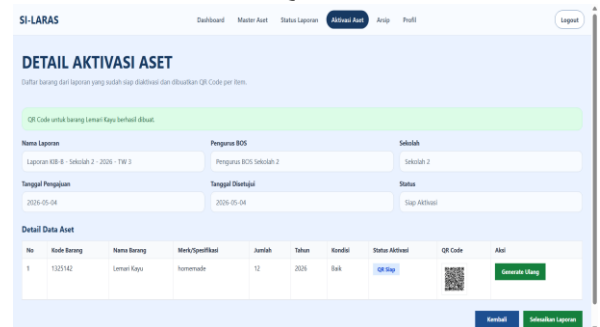 SI-LARAS Dashboard Master Aset Status Laporan Aktivasi Aset Arsip Profil Logout
DETAIL AKTIVASI ASET
Daftar barang dari laporan yang sudah siap diaktivasi dan dibuatkan QR Code per item.
QR Code untuk barang Lemari Kayu berhasil dibuat.
Nama Laporan Pengurus BOS Sekolah
Laporan KIB-B - Sekolah 2 - 2026 - TW 3 Pengurus BOS Sekolah 2 Sekolah 2
Tanggal Pengajuan Tanggal Disetujui Status
2026-05-04 2026-05-04 Siap Aktivasi
Detail Data Aset
No Kode Barang Nama Barang Merk/Spesifikasi Jumlah Tahun Kondisi Status Aktivasi QR Code Aksi
1 1325142 Lemari Kayu homemade 12 2026 Baik QR Siap Generate Ulang
Kembali Selesaikan Laporan